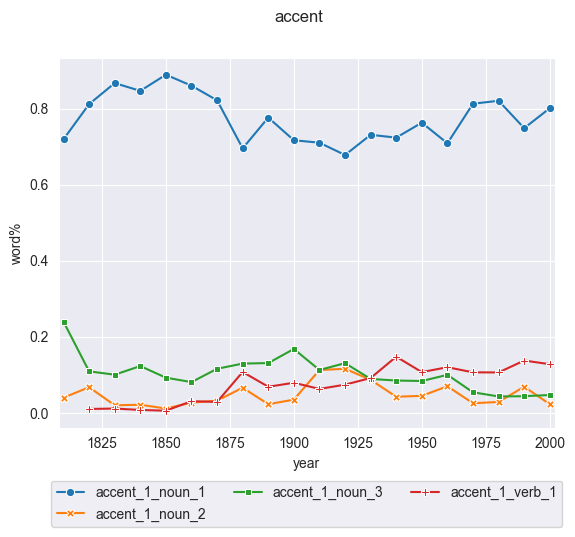 accent
0.8
0.6
0.4
0.2
0.0
word%
1825 1850 1875 1900 1925 1950 1975 2000
year
accent_1_noun_1 accent_1_noun_3 accent_1_verb_1
accent_1_noun_2